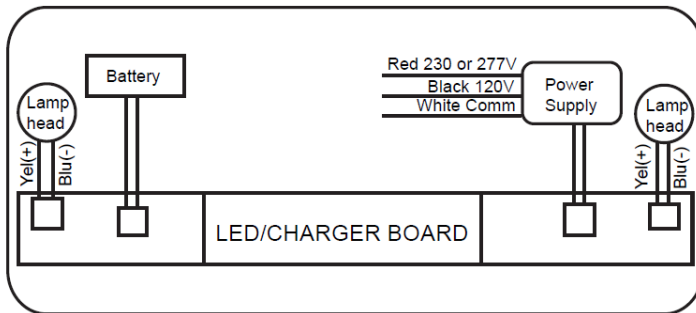 Lamp
head
Yel(+)
Blu(-)
Battery
Red 230 or 277V
Black 120V
White Comm
Power
Supply
Lamp
head
Yel(+)
Blu(-)
LED/CHARGER BOARD